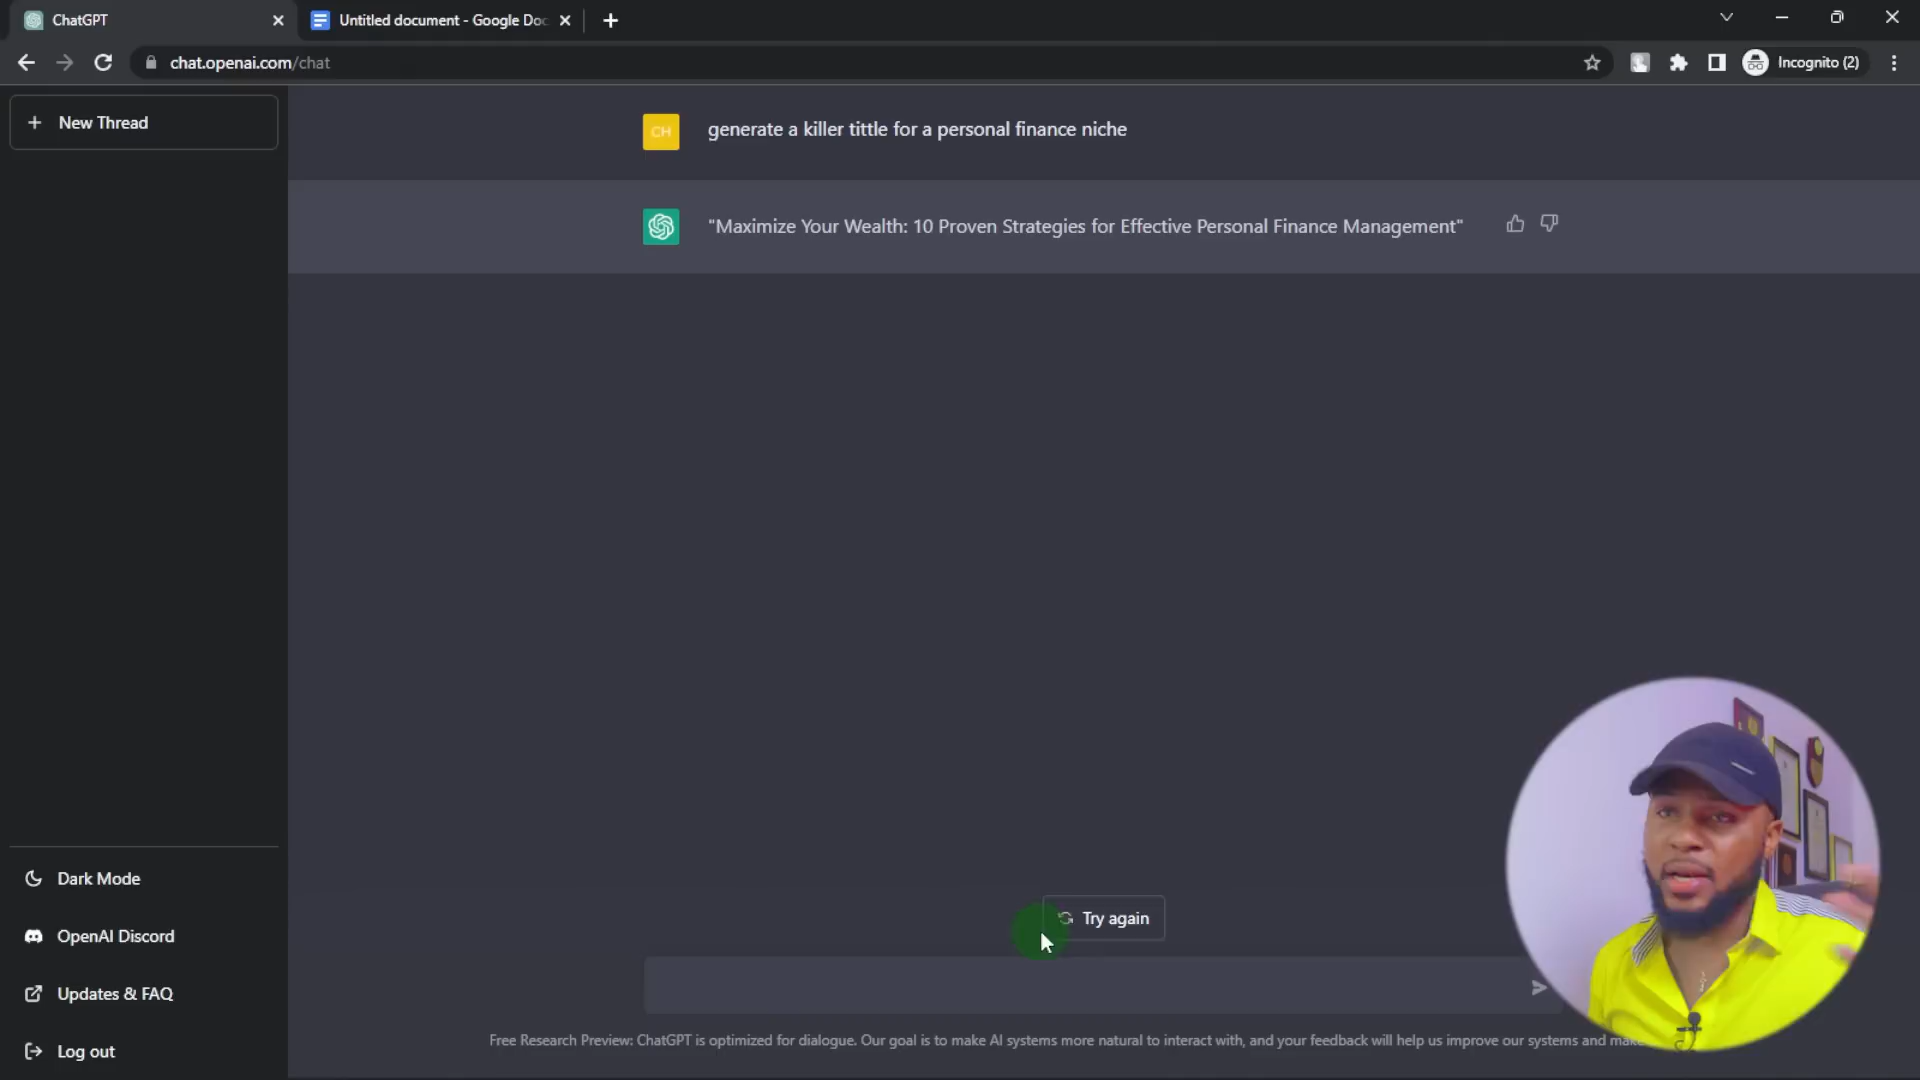 ChatGPT
Untitled document - Google Doc
chat.openai.com/chat
Incognito (2)
New Thread
CH
generate a killer tittle for a personal finance niche
"Maximize Your Wealth: 10 Proven Strategies for Effective Personal Finance Management"
Try again
Dark Mode
OpenAI Discord
Updates & FAQ
Log out
Free Research Preview: ChatGPT is optimized for dialogue. Our goal is to make AI systems more natural to interact with, and your feedback will help us improve our systems and make